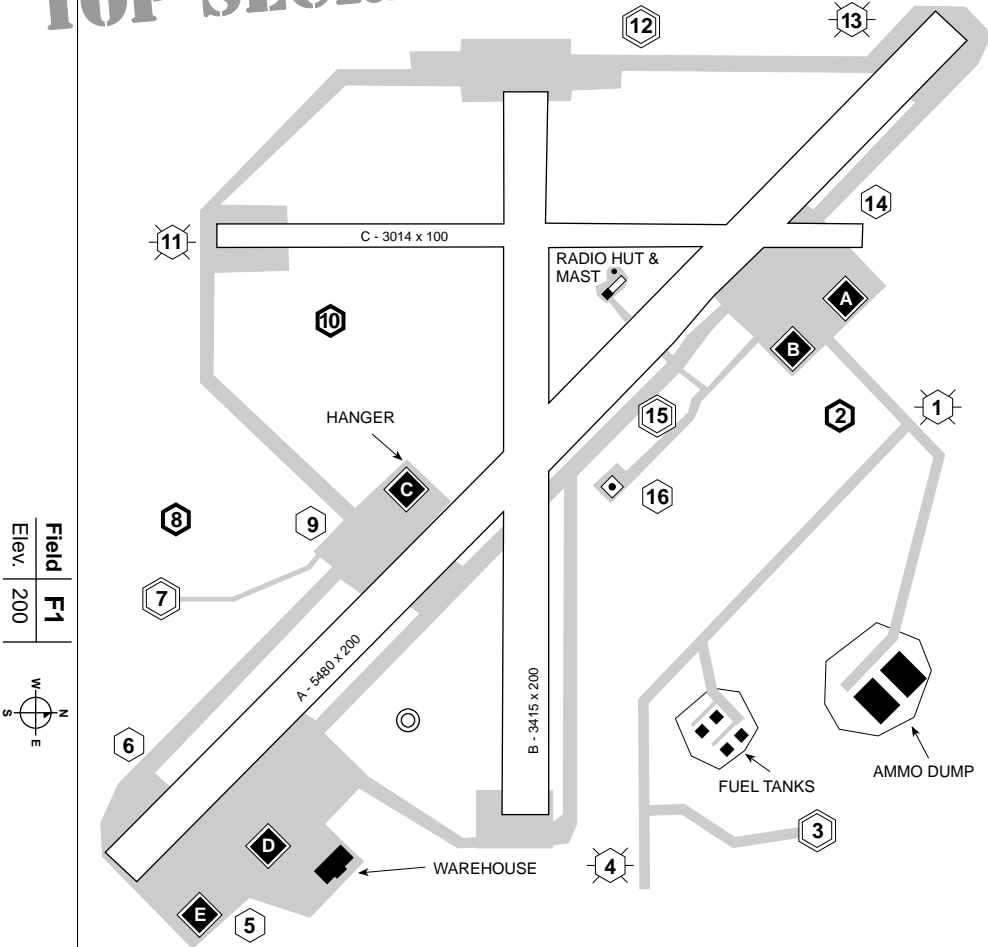 TOP SECR
12
13
14
11
C - 3014 x 100
RADIO HUT &
MAST
A
10
B
HANGER
15
2
1
C
16
8
9
7
Field F1
Elev. 200
W N
S E
A - 5480 x 200
B - 3415 x 200
6
FUEL TANKS
AMMO DUMP
3
D
WAREHOUSE
4
E
5